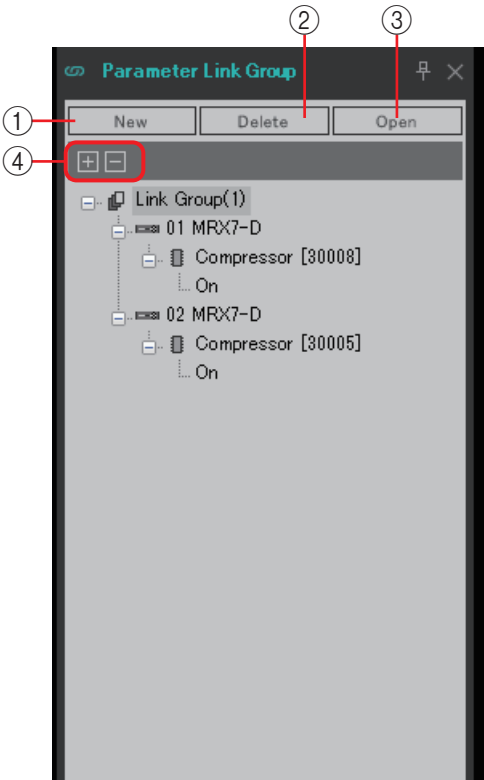 ② ③
Parameter Link Group
① New Delete Open
④
Link Group(1)
01 MRX7-D
Compressor [30008]
On
02 MRX7-D
Compressor [30005]
On